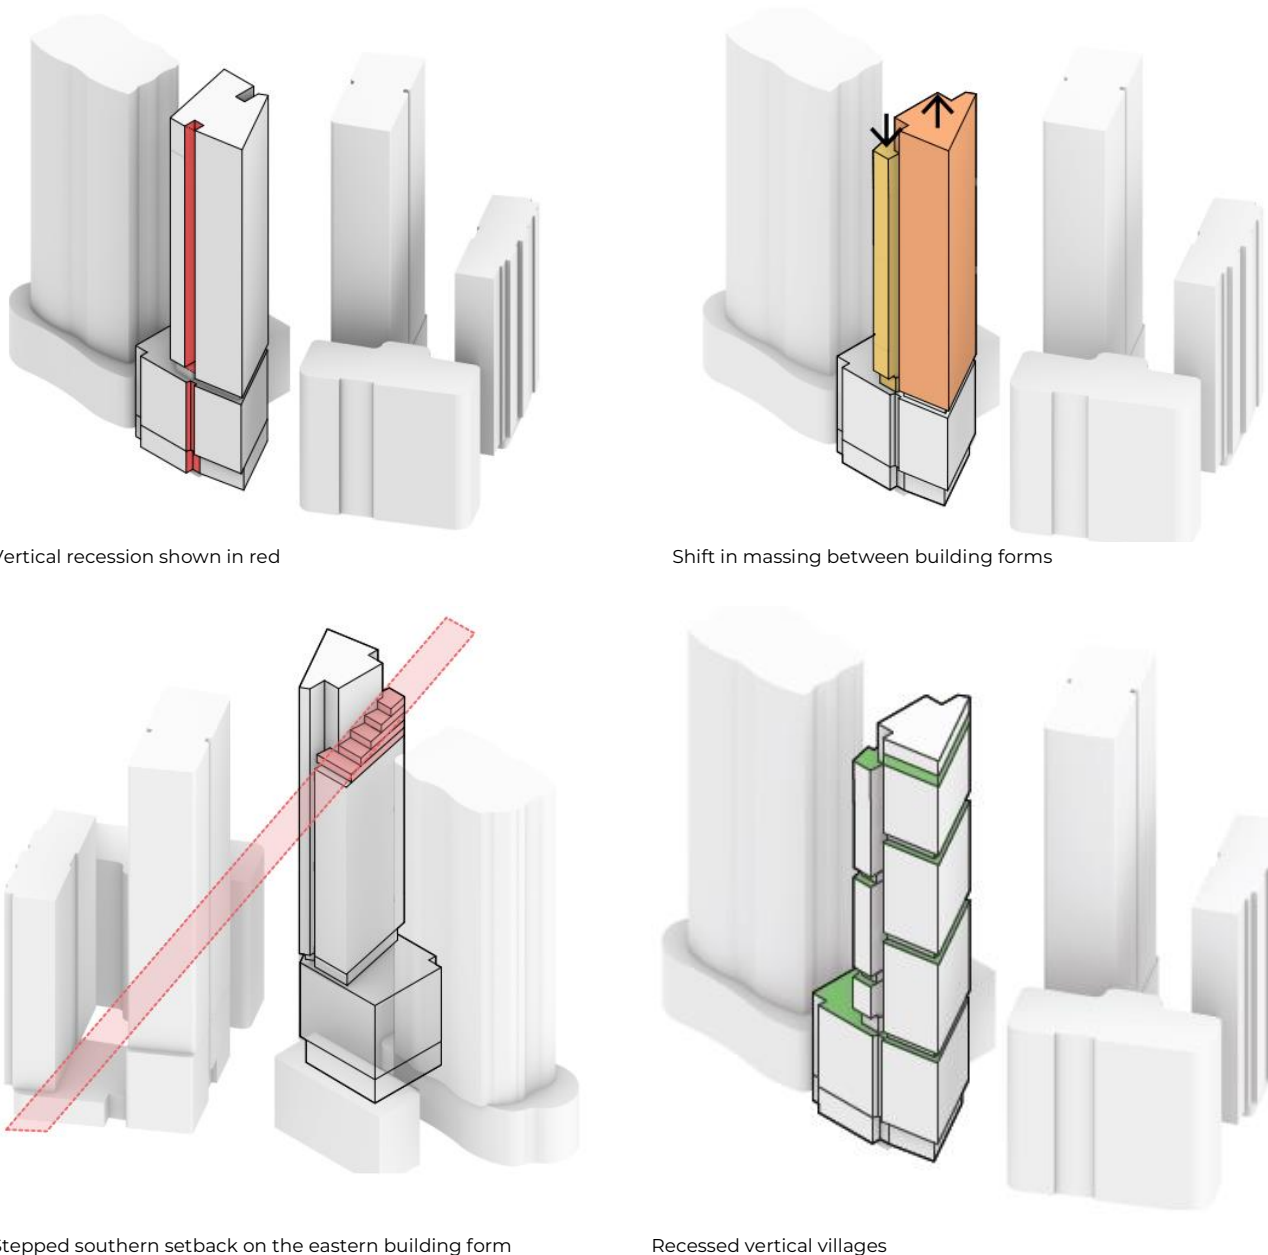 Vertical recession shown in red
Shift in massing between building forms
Stepped southern setback on the eastern building form
Recessed vertical villages